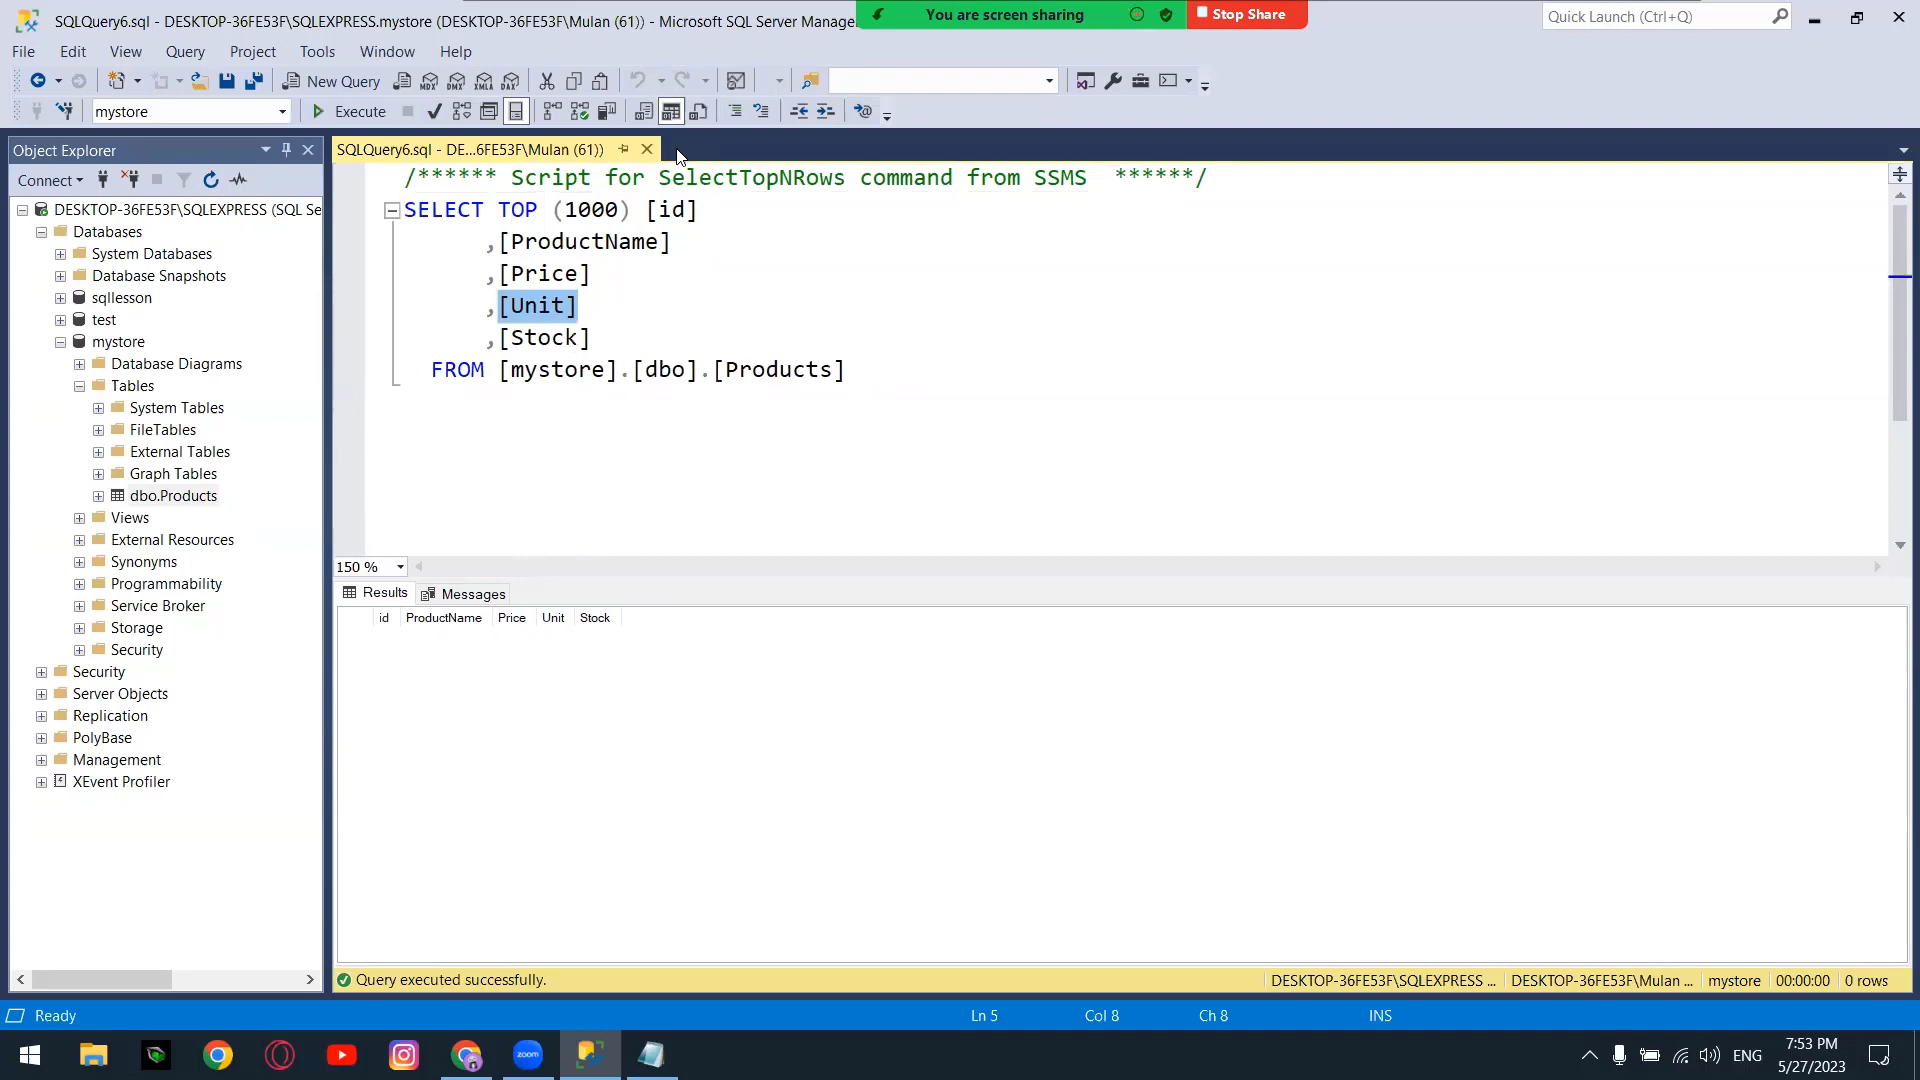 SQLQuery6.sql - DESKTOP-36FE53F\SQLEXPRESS.mystore (DESKTOP-36FE53F\Mulan (61)) - Microsoft SQL Server Manage
You are screen sharing
Stop Share
Quick Launch (Ctrl+Q)
File Edit View Query Project Tools Window Help
New Query
MDX DMX XMLA DAX
mystore
Execute
Object Explorer
SQLQuery6.sql - DE...6FE53F\Mulan (61))
Connect
DESKTOP-36FE53F\SQLEXPRESS (SQL Se
Databases
System Databases
Database Snapshots
sqllesson
test
mystore
Database Diagrams
Tables
System Tables
FileTables
External Tables
Graph Tables
dbo.Products
Views
External Resources
Synonyms
Programmability
Service Broker
Storage
Security
Security
Server Objects
Replication
PolyBase
Management
XEvent Profiler
/****** Script for SelectTopNRows command from SSMS  ******/
SELECT TOP (1000) [id]
,[ProductName]
,[Price]
,[Unit]
,[Stock]
FROM [mystore].[dbo].[Products]
150 %
Results Messages
id ProductName Price Unit Stock
Query executed successfully.
DESKTOP-36FE53F\SQLEXPRESS ... DESKTOP-36FE53F\Mulan ... mystore 00:00:00 0 rows
Ready
Ln 5 Col 8 Ch 8 INS
zoom
ENG
7:53 PM
5/27/2023